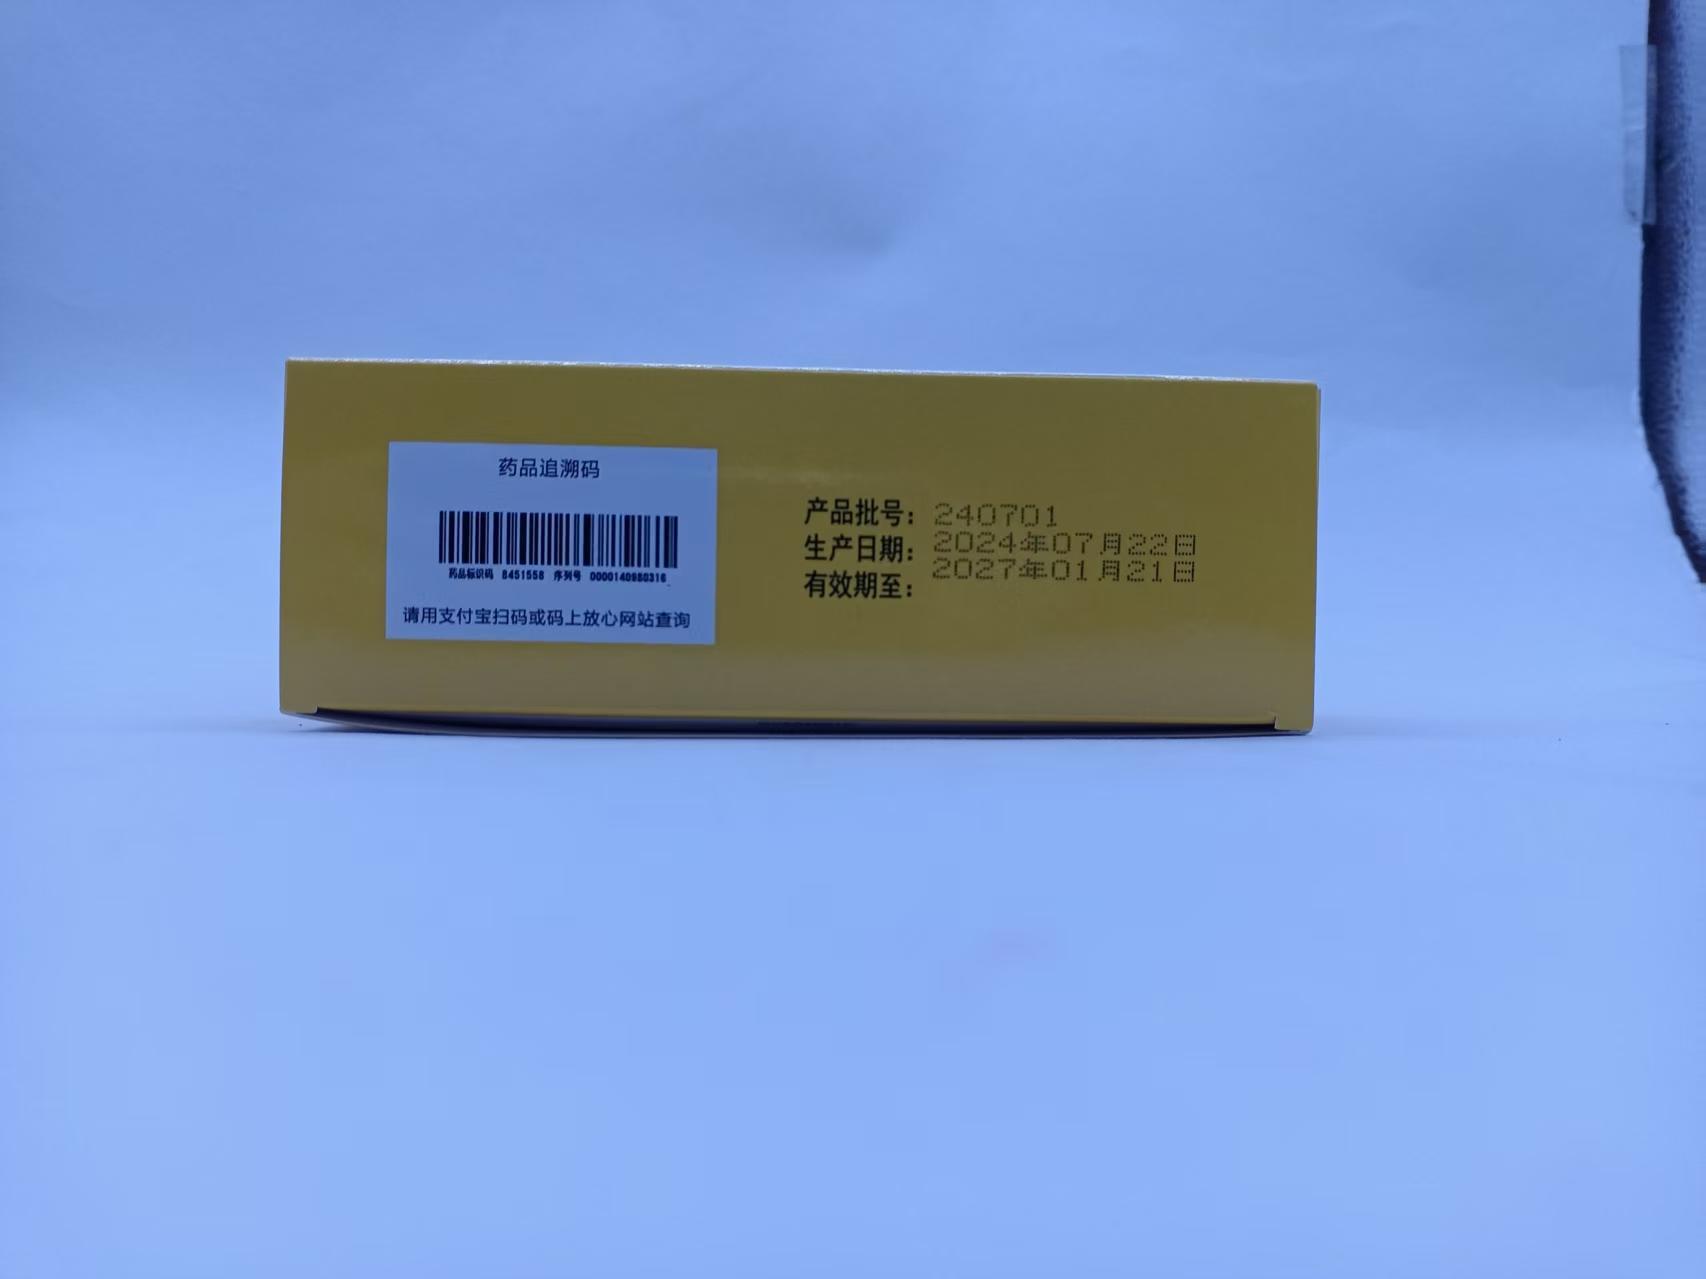 药品追溯码
药品标识码 8451558 序列号 0000140980316
请用支付宝扫码或码上放心网站查询
产品批号：240701
生产日期：2024年07月22日
有效期至：2027年01月21日